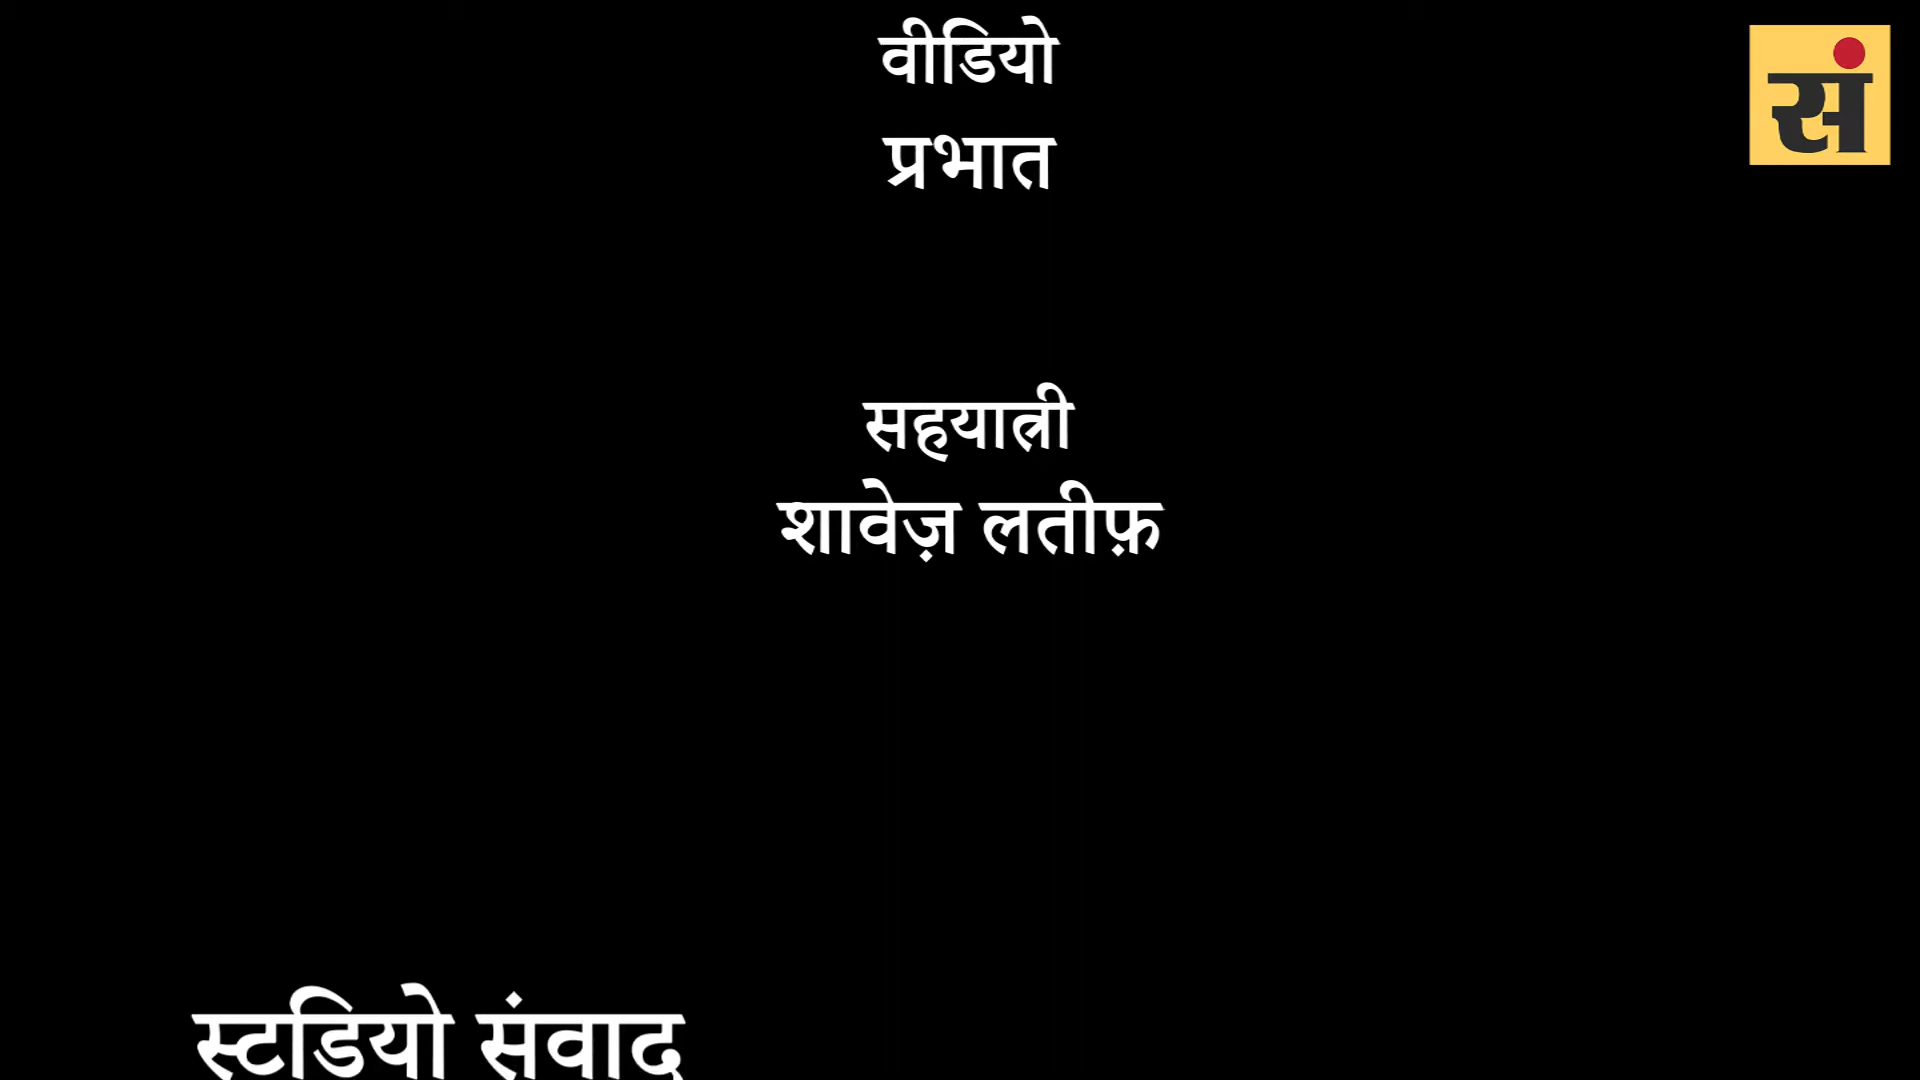 वीडियो
सं
प्रभात
सहयात्री
शावेज़ लतीफ़
स्टडियो संवाद